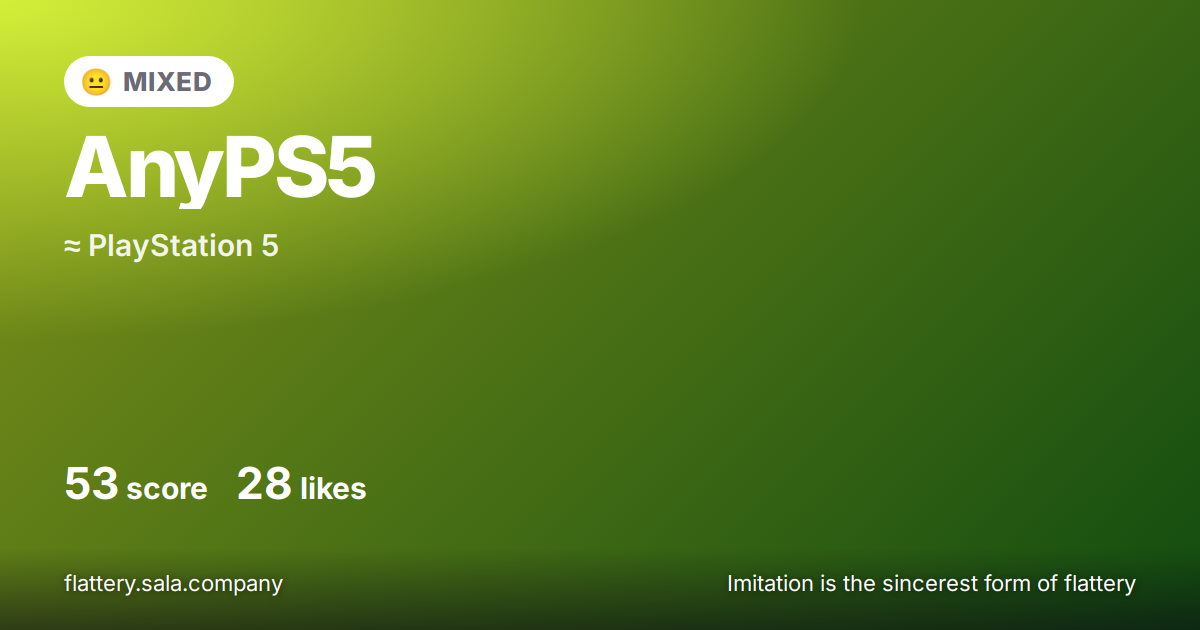 😐 MIXED
AnyPS5
≈ PlayStation 5
53 score 28 likes
flattery.sala.company
Imitation is the sincerest form of flattery